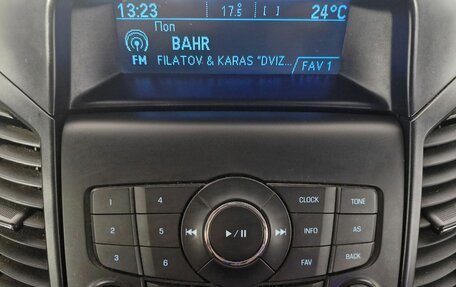 13:23 17.5° [ ] 24°C
Поп
BAHR
FM FILATOV & KARAS "DVIZ... FAV 1
1 4 CLOCK TONE
2 5 INFO AS
3 6 FAV BACK